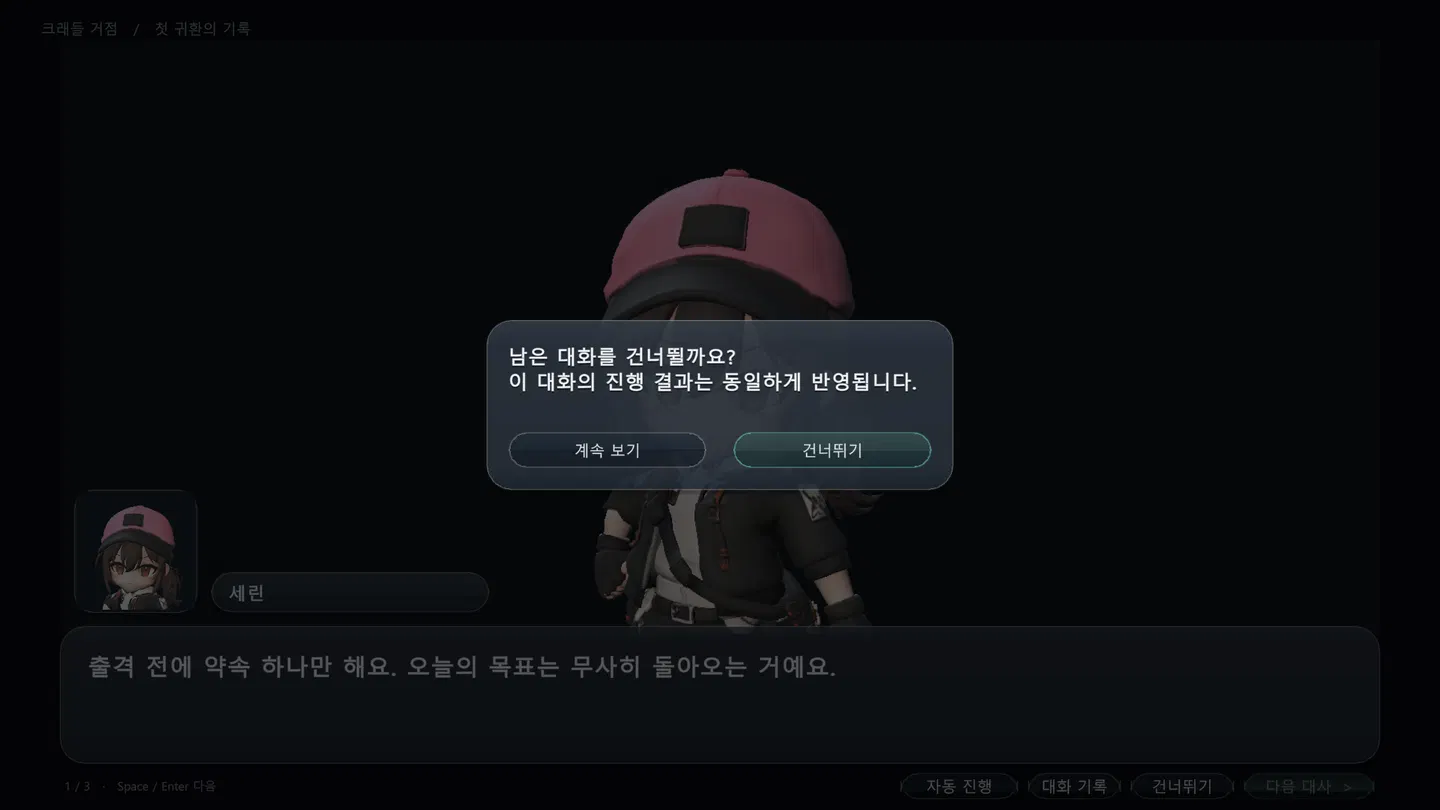 크레들 거점 / 첫 귀환의 기록
남은 대화를 건너뛸까요?
이 대화의 진행 결과는 동일하게 반영됩니다.
계속 보기
건너뛰기
세린
출격 전에 약속 하나만 해요. 오늘의 목표는 무사히 돌아오는 거예요.
1 / 3 · Space / Enter 다음
자동 진행
대화 기록
건너뛰기
다음 대사 >